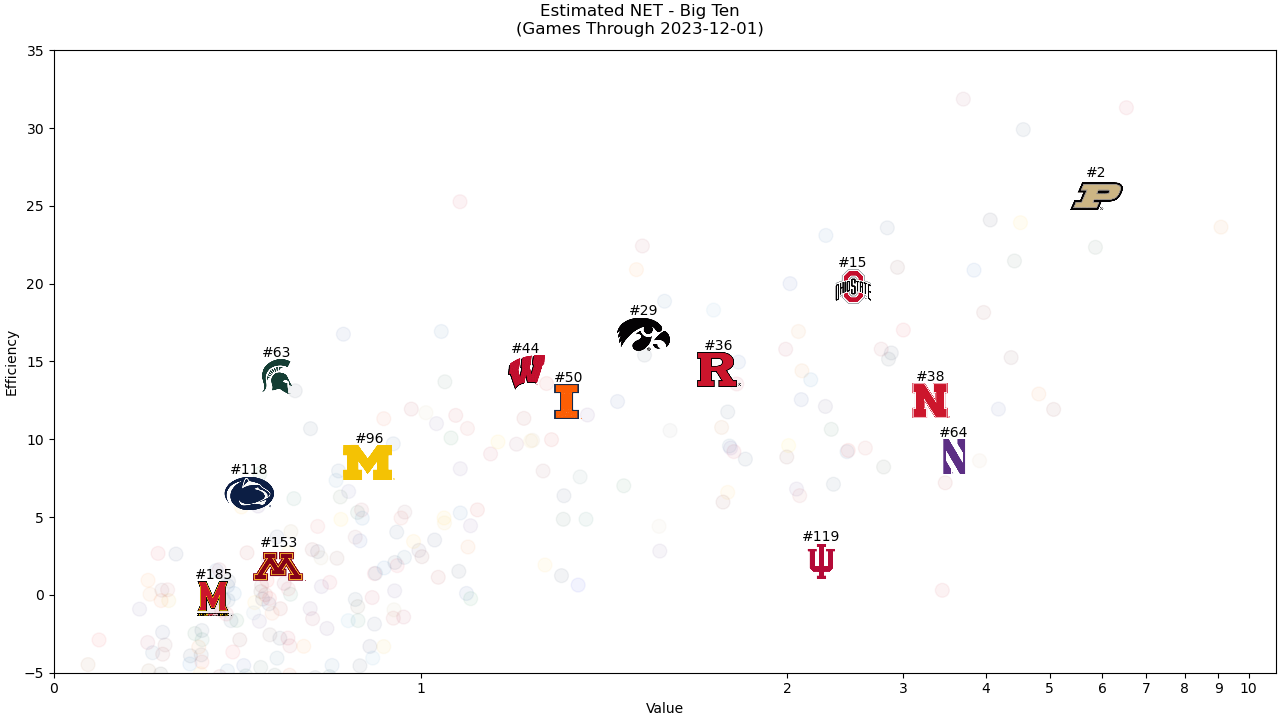 Estimated NET - Big Ten
(Games Through 2023-12-01)
Efficiency
35
30
25
20
15
10
5
0
−5
#2
#15
#29
#36
#44
#63
#50
#38
#64
#96
#118
#119
#153
#185
P
OHIO STATE
R
W
I
N
N
M
M
M
0
1
2
3
4
5
6
7
8
9
10
Value